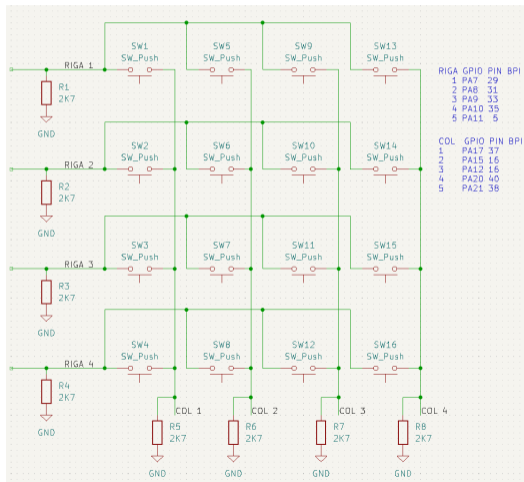 SW1 SW5 SW9 SW13
SW_Push SW_Push SW_Push SW_Push
RIGA 1
R1
2K7
GND
RIGA GPIO PIN BPI
1 PA7 29
2 PA8 31
3 PA9 33
4 PA10 35
5 PA11 5
COL GPIO PIN BPI
1 PA17 37
2 PA15 16
3 PA12 16
4 PA20 40
5 PA21 38
SW2 SW6 SW10 SW14
SW_Push SW_Push SW_Push SW_Push
RIGA 2
R2
2K7
GND
SW3 SW7 SW11 SW15
SW_Push SW_Push SW_Push SW_Push
RIGA 3
R3
2K7
GND
SW4 SW8 SW12 SW16
SW_Push SW_Push SW_Push SW_Push
RIGA 4
R4
2K7
GND
COL 1 COL 2 COL 3 COL 4
R5 R6 R7 R8
2K7 2K7 2K7 2K7
GND GND GND GND